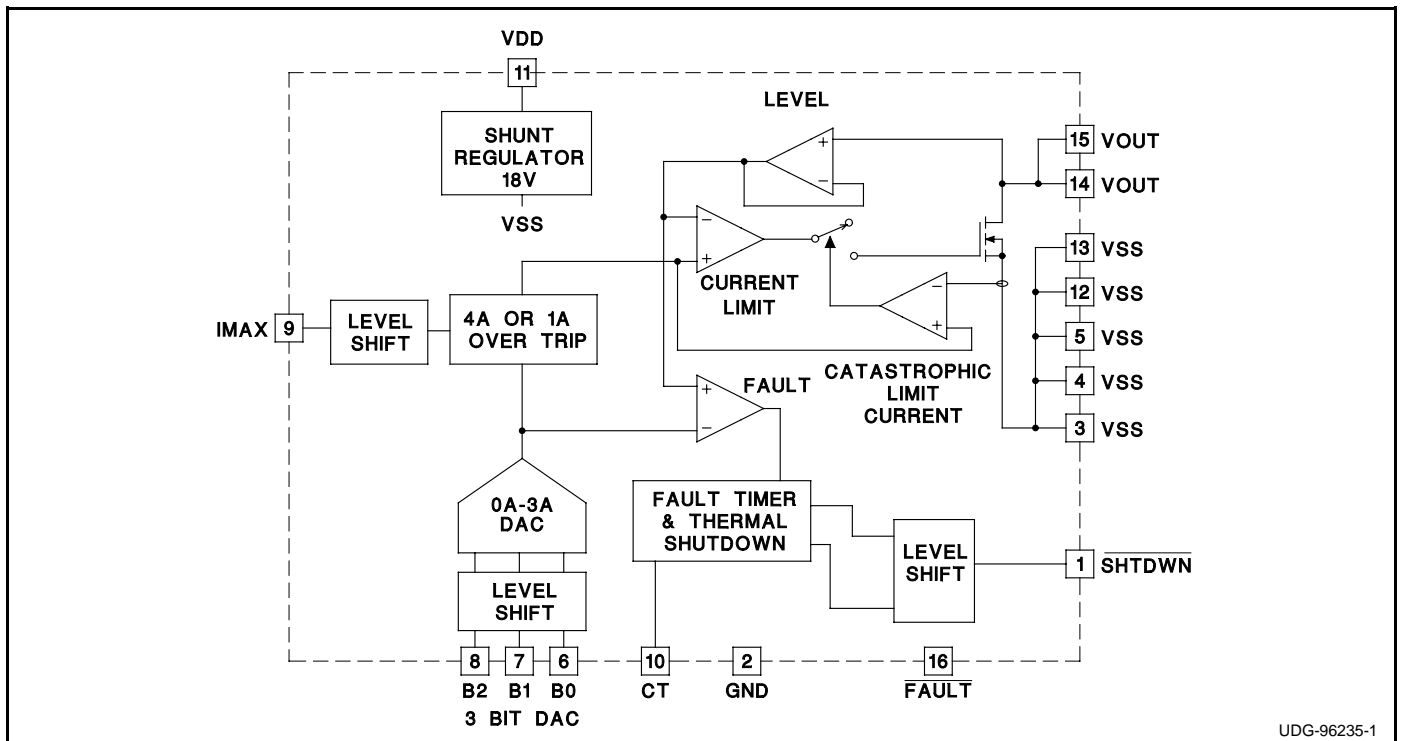 VDD
11
LEVEL
SHUNT
REGULATOR
18V
VSS
+
−
15 VOUT
14 VOUT
−
+
CURRENT
LIMIT
13 VSS
12 VSS
5 VSS
4 VSS
3 VSS
−
+
CATASTROPHIC
LIMIT
CURRENT
IMAX 9
LEVEL
SHIFT
4A OR 1A
OVER TRIP
FAULT
+
−
0A-3A
DAC
LEVEL
SHIFT
FAULT TIMER
& THERMAL
SHUTDOWN
LEVEL
SHIFT
1 SHTDWN
8 7 6 10 2 16
B2 B1 B0 CT GND FAULT
3 BIT DAC
UDG-96235-1